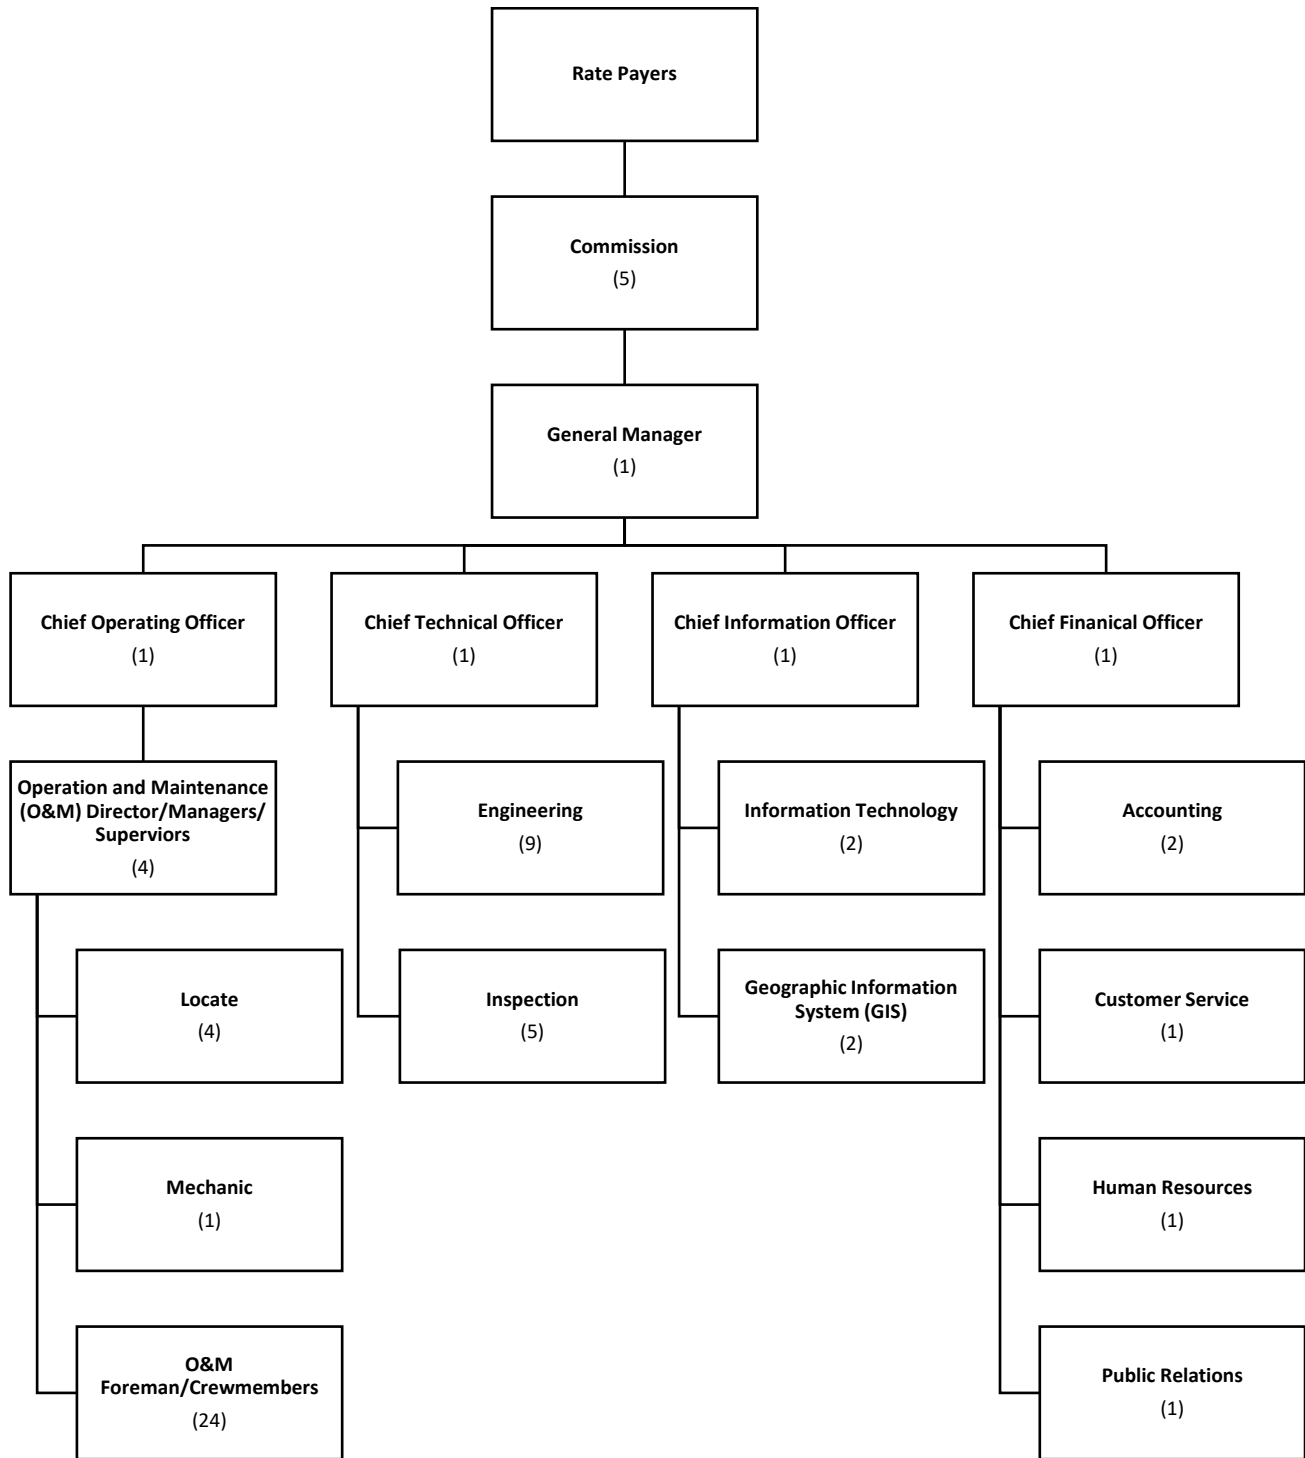 Rate Payers
Commission
(5)
General Manager
(1)
Chief Operating Officer
(1)
Chief Technical Officer
(1)
Chief Information Officer
(1)
Chief Finanical Officer
(1)
Operation and Maintenance
(O&M) Director/Managers/
Superviors
(4)
Engineering
(9)
Information Technology
(2)
Accounting
(2)
Locate
(4)
Inspection
(5)
Geographic Information
System (GIS)
(2)
Customer Service
(1)
Mechanic
(1)
Human Resources
(1)
O&M
Foreman/Crewmembers
(24)
Public Relations
(1)